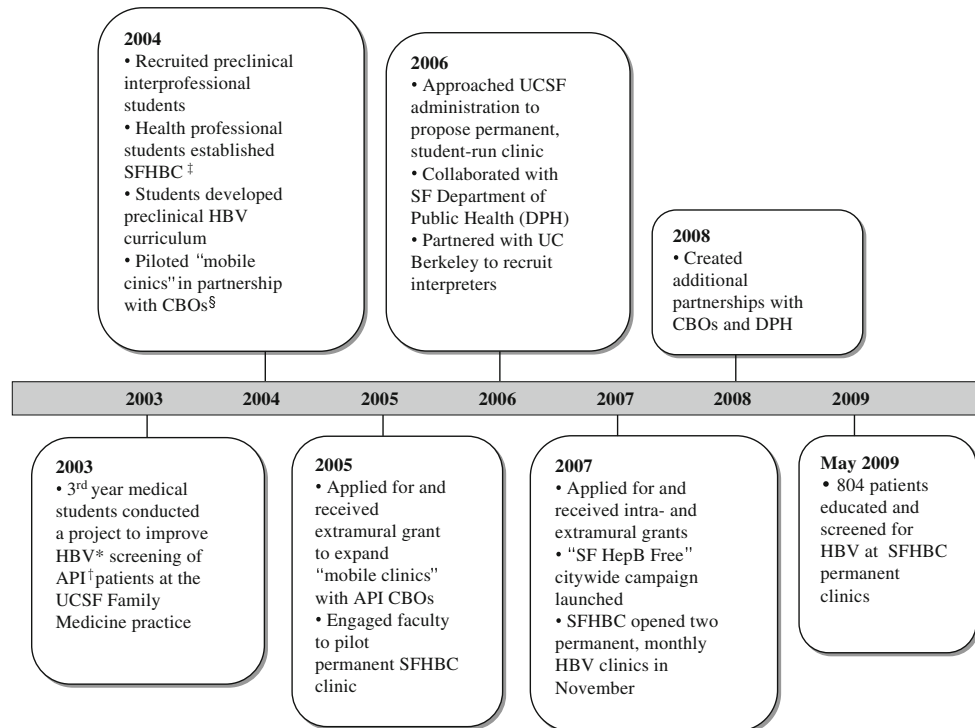 2004
• Recruited preclinical
interprofessional
students
• Health professional
students established
SFHBC ‡
• Students developed
preclinical HBV
curriculum
• Piloted “mobile
cinics” in partnership
with CBOs§
2006
• Approached UCSF
administration to
propose permanent,
student-run clinic
• Collaborated with
SF Department of
Public Health (DPH)
• Partnered with UC
Berkeley to recruit
interpreters
2008
• Created
additional
partnerships with
CBOs and DPH
2003 2004 2005 2006 2007 2008 2009
2003
• 3rd year medical
students conducted
a project to improve
HBV* screening of
API† patients at the
UCSF Family
Medicine practice
2005
• Applied for and
received
extramural grant
to expand
“mobile clinics”
with API CBOs
• Engaged faculty
to pilot
permanent SFHBC
clinic
2007
• Applied for and
received intra- and
extramural grants
• “SF HepB Free”
citywide campaign
launched
• SFHBC opened two
permanent, monthly
HBV clinics in
November
May 2009
• 804 patients
educated and
screened for
HBV at SFHBC
permanent
clinics